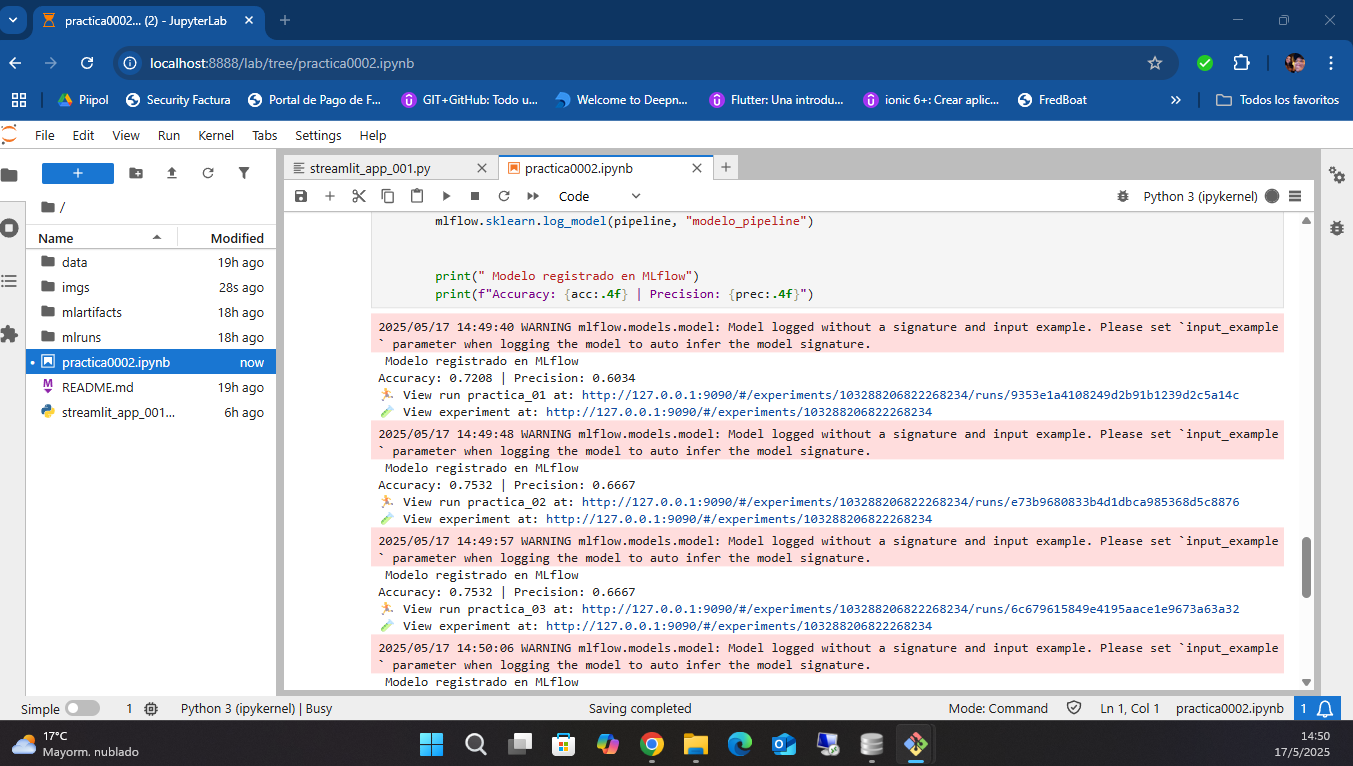 practica0002... (2) - JupyterLab
localhost:8888/lab/tree/practica0002.ipynb
Piipol
Security Factura
Portal de Pago de F...
GIT+GitHub: Todo u...
Welcome to Deepn...
Flutter: Una introdu...
ionic 6+: Crear aplic...
FredBoat
Todos los favoritos
File Edit View Run Kernel Tabs Settings Help
streamlit_app_001.py
practica0002.ipynb
Code
Python 3 (ipykernel)
/
Name Modified
data 19h ago
imgs 28s ago
mlartifacts 18h ago
mlruns 18h ago
practica0002.ipynb now
README.md 19h ago
streamlit_app_001... 6h ago
mlflow.sklearn.log_model(pipeline, "modelo_pipeline")
print(" Modelo registrado en MLflow")
print(f"Accuracy: {acc:.4f} | Precision: {prec:.4f}")
2025/05/17 14:49:40 WARNING mlflow.models.model: Model logged without a signature and input example. Please set `input_example
` parameter when logging the model to auto infer the model signature.
Modelo registrado en MLflow
Accuracy: 0.7208 | Precision: 0.6034
View run practica_01 at: http://127.0.0.1:9090/#/experiments/103288206822268234/runs/9353e1a4108249d2b91b1239d2c5a14c
View experiment at: http://127.0.0.1:9090/#/experiments/103288206822268234
2025/05/17 14:49:48 WARNING mlflow.models.model: Model logged without a signature and input example. Please set `input_example
` parameter when logging the model to auto infer the model signature.
Modelo registrado en MLflow
Accuracy: 0.7532 | Precision: 0.6667
View run practica_02 at: http://127.0.0.1:9090/#/experiments/103288206822268234/runs/e73b9680833b4d1dbca985368d5c8876
View experiment at: http://127.0.0.1:9090/#/experiments/103288206822268234
2025/05/17 14:49:57 WARNING mlflow.models.model: Model logged without a signature and input example. Please set `input_example
` parameter when logging the model to auto infer the model signature.
Modelo registrado en MLflow
Accuracy: 0.7532 | Precision: 0.6667
View run practica_03 at: http://127.0.0.1:9090/#/experiments/103288206822268234/runs/6c679615849e4195aace1e9673a63a32
View experiment at: http://127.0.0.1:9090/#/experiments/103288206822268234
2025/05/17 14:50:06 WARNING mlflow.models.model: Model logged without a signature and input example. Please set `input_example
` parameter when logging the model to auto infer the model signature.
Modelo registrado en MLflow
Simple 1 Python 3 (ipykernel) | Busy Saving completed Mode: Command Ln 1, Col 1 practica0002.ipynb 1
17°C
Mayorm. nublado
14:50
17/5/2025